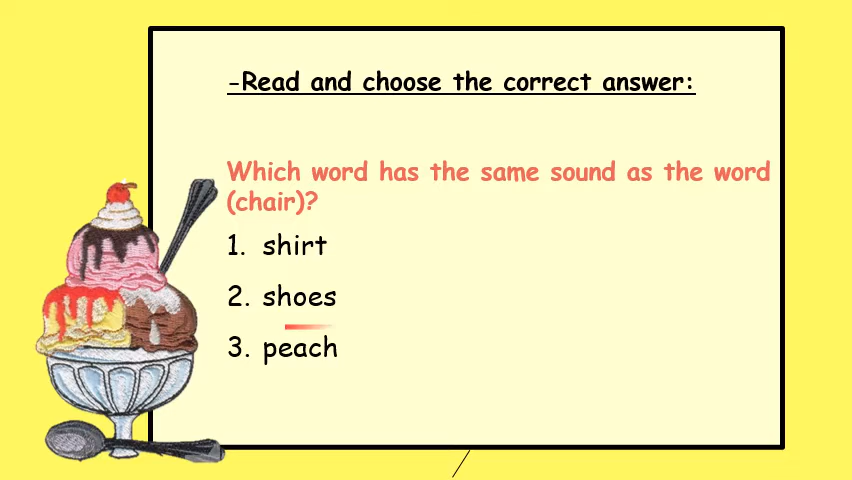 -Read and choose the correct answer:
Which word has the same sound as the word
(chair)?
1. shirt
2. shoes
3. peach